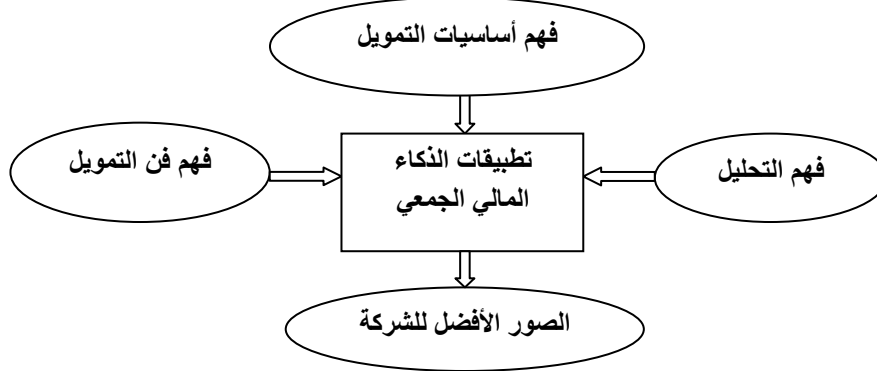 فهم أساسيات التمويل
فهم فن التمويل
تطبيقات الذكاء
المالي الجمعي
فهم التحليل
الصور الأفضل للشركة